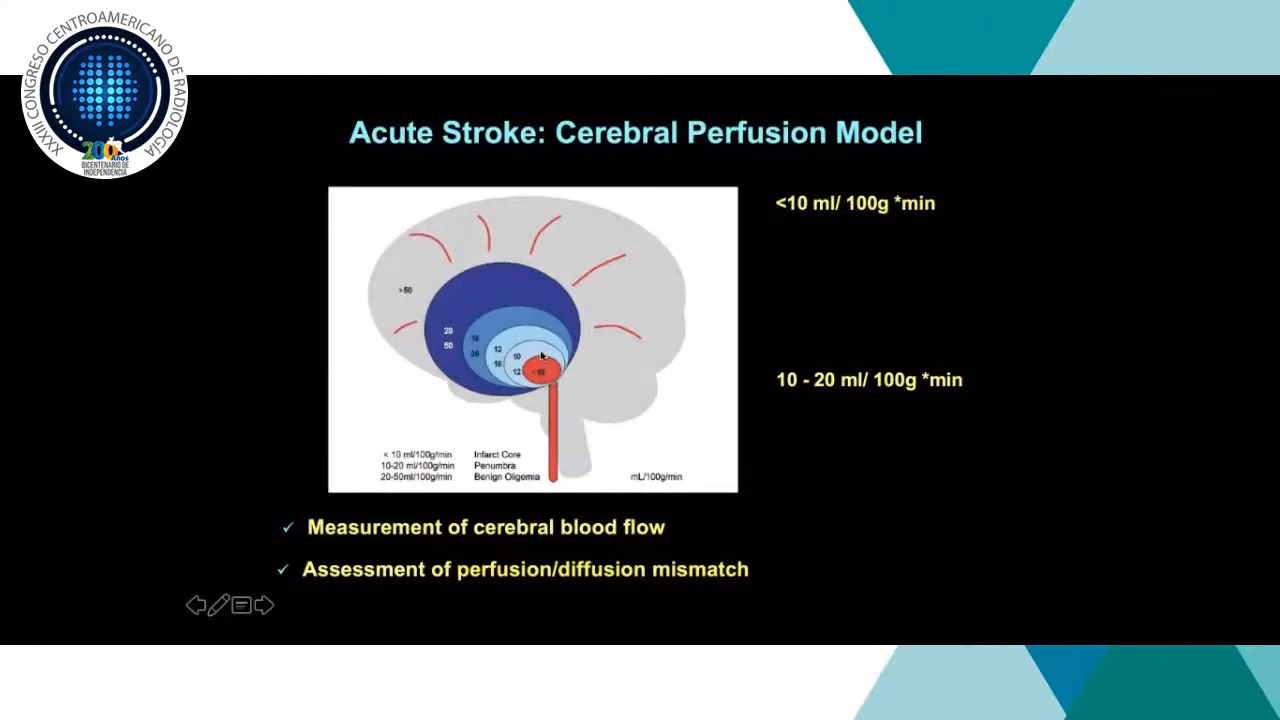 XXXIII CONGRESO CENTROAMERICANO DE RADIOLOGÍA
200 Años
BICENTENARIO DE
INDEPENDENCIA
Acute Stroke: Cerebral Perfusion Model
<10 ml/ 100g *min
>50
20
50
18
20
12
18
10
12
<10
10 - 20 ml/ 100g *min
< 10 ml/100g/min Infarct Core
10-20 ml/100g/min Penumbra
20-50ml/100g/min Benign Oligemia
mL/100g/min
✓ Measurement of cerebral blood flow
✓ Assessment of perfusion/diffusion mismatch